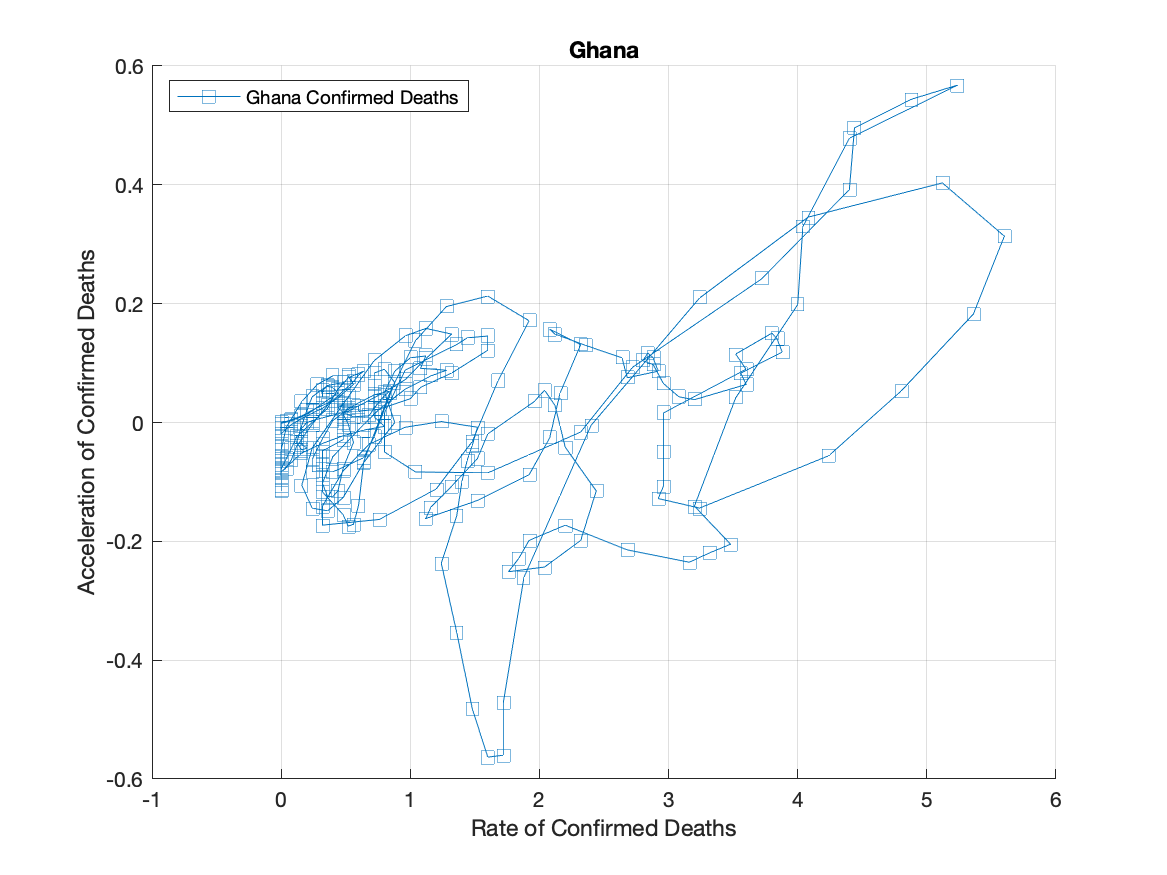 Ghana
Ghana Confirmed Deaths
Acceleration of Confirmed Deaths
0.6
0.4
0.2
0
-0.2
-0.4
-0.6
-1 0 1 2 3 4 5 6
Rate of Confirmed Deaths